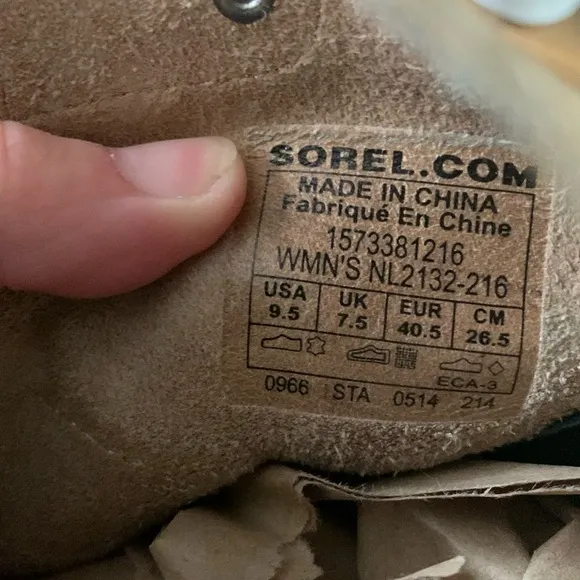 SOREL.COM
MADE IN CHINA
Fabriqué En Chine
1573381216
WMN'S NL2132-216
USA UK EUR CM
9.5 7.5 40.5 26.5
ECA-3
0966 STA 0514 214